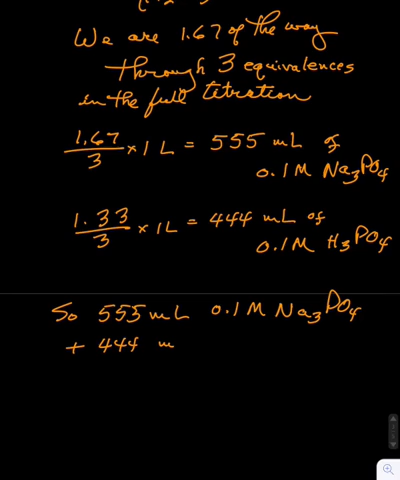 We are 1.67 of the way
through 3 equivalences
in the full titration
1.67/3 × 1 L = 555 mL of
0.1 M Na₃PO₄
1.33/3 × 1 L = 444 mL of
0.1 M H₃PO₄
So 555 mL 0.1 M Na₃PO₄
+ 444 m